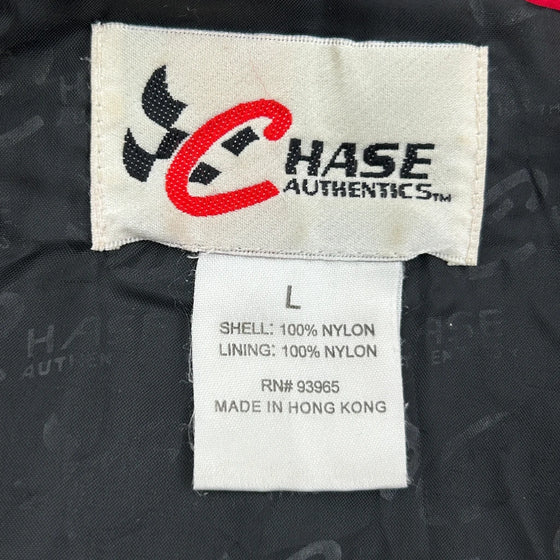 CHASE
AUTHENTICS™
L
SHELL: 100% NYLON
LINING: 100% NYLON
RN# 93965
MADE IN HONG KONG